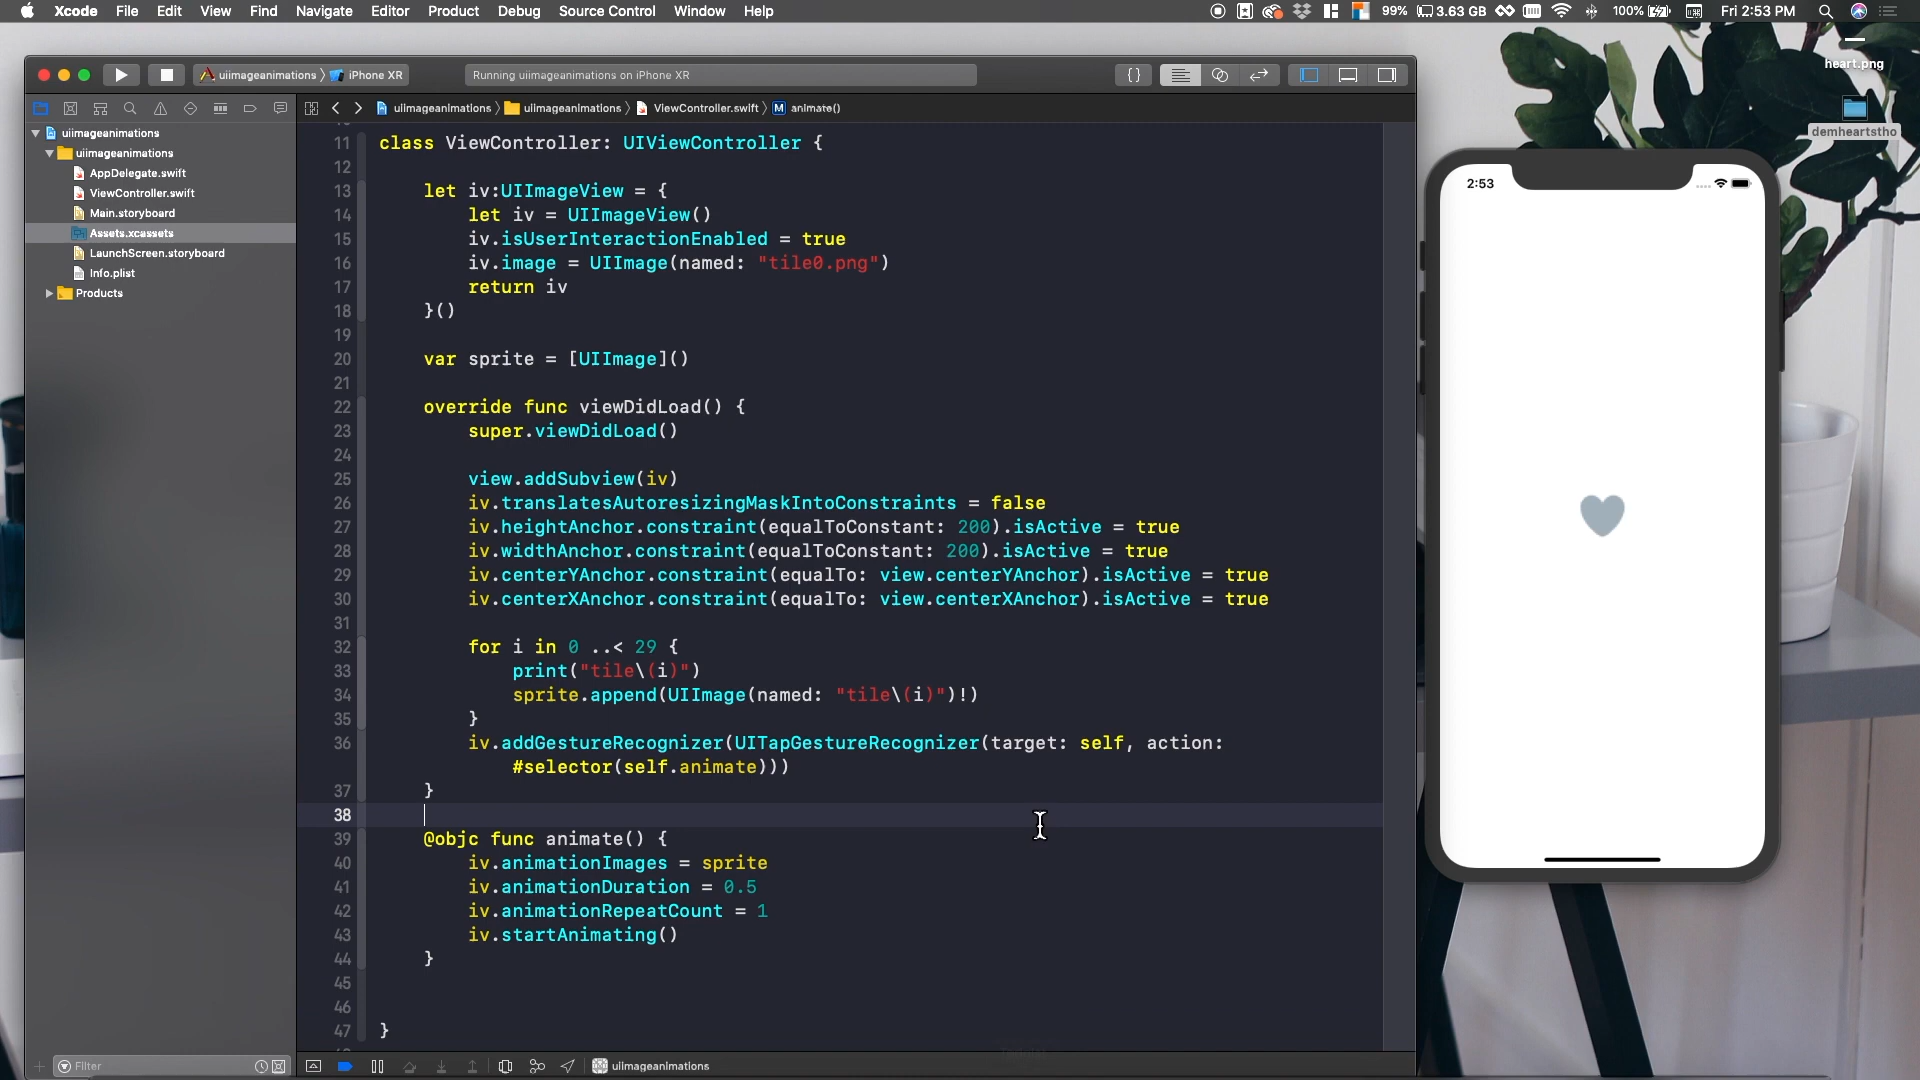 Xcode File Edit View Find Navigate Editor Product Debug Source Control Window Help
99% 3.63 GB 100% Fri 2:53 PM
heart.png
demheartstho
uiimageanimations iPhone XR
Running uiimageanimations on iPhone XR
{}
uiimageanimations uiimageanimations ViewController.swift M animate()
uiimageanimations
uiimageanimations
AppDelegate.swift
ViewController.swift
Main.storyboard
Assets.xcassets
LaunchScreen.storyboard
Info.plist
Products
11 class ViewController: UIViewController {
12
13 let iv:UIImageView = {
14 let iv = UIImageView()
15 iv.isUserInteractionEnabled = true
16 iv.image = UIImage(named: "tile0.png")
17 return iv
18 }()
19
20 var sprite = [UIImage]()
21
22 override func viewDidLoad() {
23 super.viewDidLoad()
24
25 view.addSubview(iv)
26 iv.translatesAutoresizingMaskIntoConstraints = false
27 iv.heightAnchor.constraint(equalToConstant: 200).isActive = true
28 iv.widthAnchor.constraint(equalToConstant: 200).isActive = true
29 iv.centerYAnchor.constraint(equalTo: view.centerYAnchor).isActive = true
30 iv.centerXAnchor.constraint(equalTo: view.centerXAnchor).isActive = true
31
32 for i in 0 ..< 29 {
33 print("tile\(i)")
34 sprite.append(UIImage(named: "tile\(i)")!)
35 }
36 iv.addGestureRecognizer(UITapGestureRecognizer(target: self, action:
#selector(self.animate)))
37 }
38
39 @objc func animate() {
40 iv.animationImages = sprite
41 iv.animationDuration = 0.5
42 iv.animationRepeatCount = 1
43 iv.startAnimating()
44 }
45
46
47 }
2:53
Filter
uiimageanimations